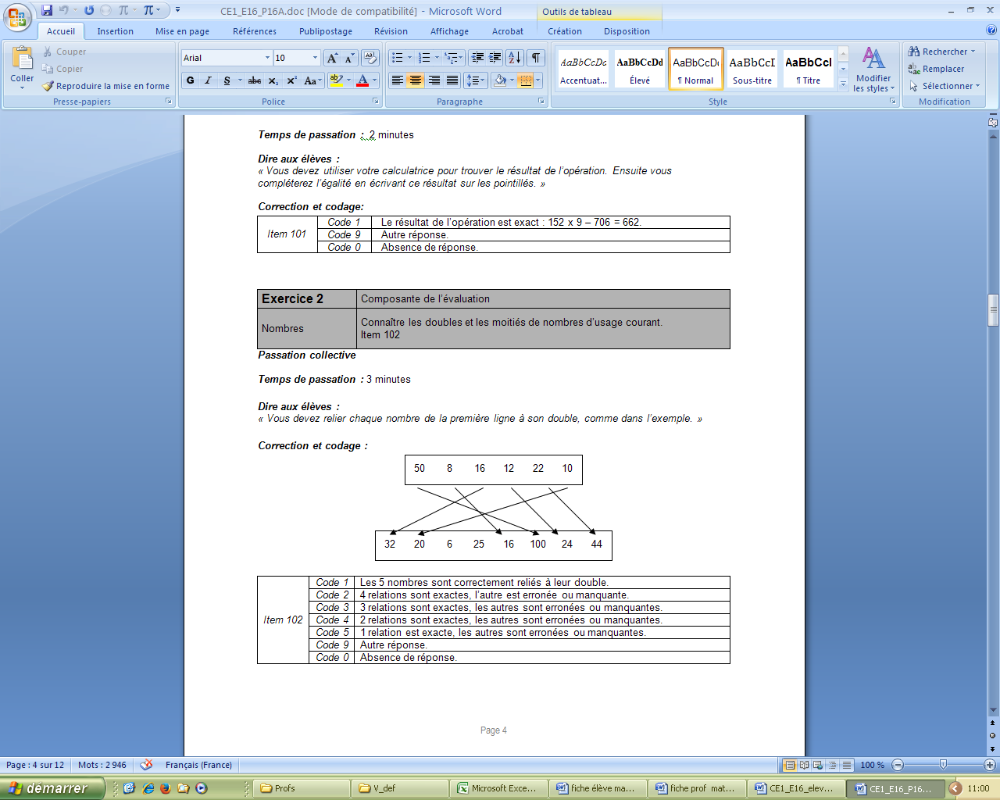 CE1_E16_P16A.doc [Mode de compatibilité] - Microsoft Word
Outils de tableau
Accueil Insertion Mise en page Références Publipostage Révision Affichage Acrobat Création Disposition
Coller
Couper
Copier
Reproduire la mise en forme
Presse-papiers
Arial 10
G I S abc x₂ x² Aa
Police
Paragraphe
AaBbCcDc AaBbCcDd AaBbCcDc AaBbCcI AaBbCcI
Accentuat... Élevé ¶ Normal Sous-titre ¶ Titre
Modifier les styles
Style
Rechercher
Remplacer
Sélectionner
Modification
Temps de passation : 2 minutes
Dire aux élèves :
« Vous devez utiliser votre calculatrice pour trouver le résultat de l’opération. Ensuite vous
compléterez l’égalité en écrivant ce résultat sur les pointillés. »
Correction et codage:
Item 101
Code 1 Le résultat de l’opération est exact : 152 x 9 – 706 = 662.
Code 9 Autre réponse.
Code 0 Absence de réponse.
Exercice 2 Composante de l’évaluation
Nombres Connaître les doubles et les moitiés de nombres d’usage courant.
Item 102
Passation collective
Temps de passation : 3 minutes
Dire aux élèves :
« Vous devez relier chaque nombre de la première ligne à son double, comme dans l’exemple. »
Correction et codage :
50 8 16 12 22 10
32 20 6 25 16 100 24 44
Item 102
Code 1 Les 5 nombres sont correctement reliés à leur double.
Code 2 4 relations sont exactes, l’autre est erronée ou manquante.
Code 3 3 relations sont exactes, les autres sont erronées ou manquantes.
Code 4 2 relations sont exactes, les autres sont erronées ou manquantes.
Code 5 1 relation est exacte, les autres sont erronées ou manquantes.
Code 9 Autre réponse.
Code 0 Absence de réponse.
Page 4
Page : 4 sur 12 Mots : 2 946 Français (France) 100 %
démarrer Profs V_def Microsoft Exce... fiche élève ma... fiche prof mat... CE1_E16_elev... CE1_E16_P16... 11:00